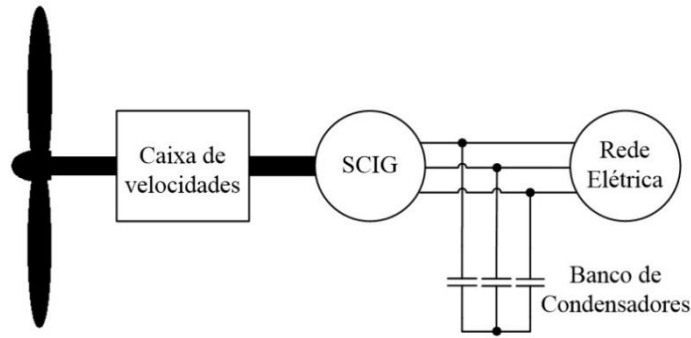 Caixa de
velocidades
SCIG
Rede
Elétrica
Banco de
Condensadores